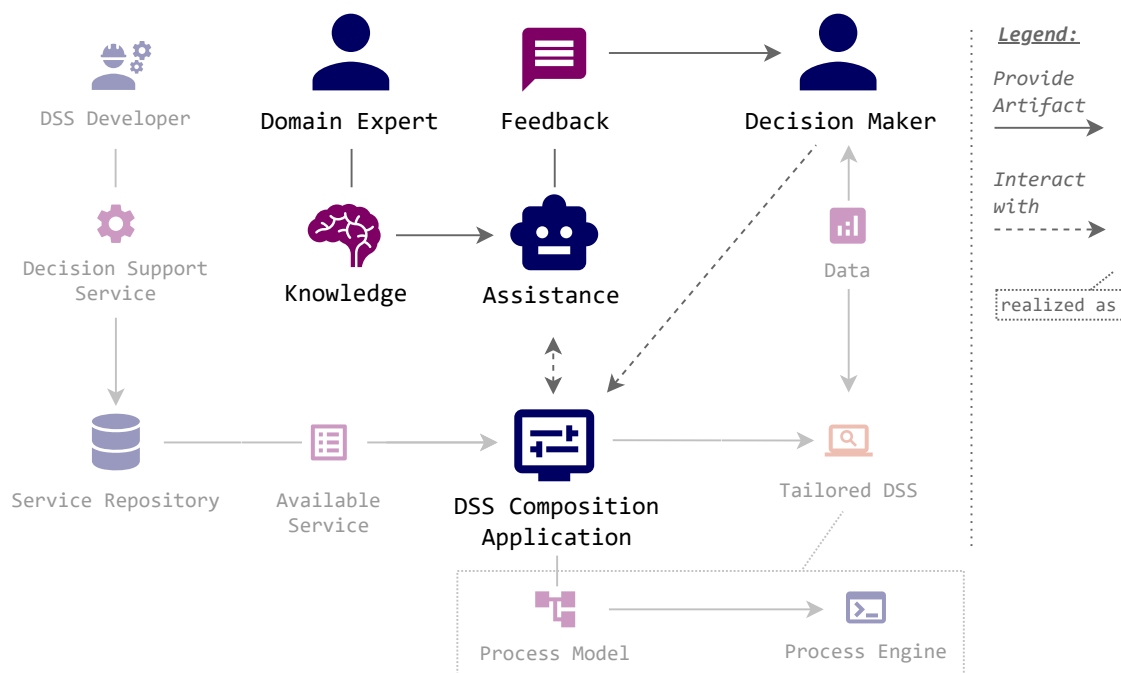 DSS Developer
Domain Expert
Feedback
Decision Maker
Legend:
Provide
Artifact
Interact
with
realized as
Decision Support
Service
Knowledge
Assistance
Data
Service Repository
Available
Service
DSS Composition
Application
Tailored DSS
Process Model
Process Engine